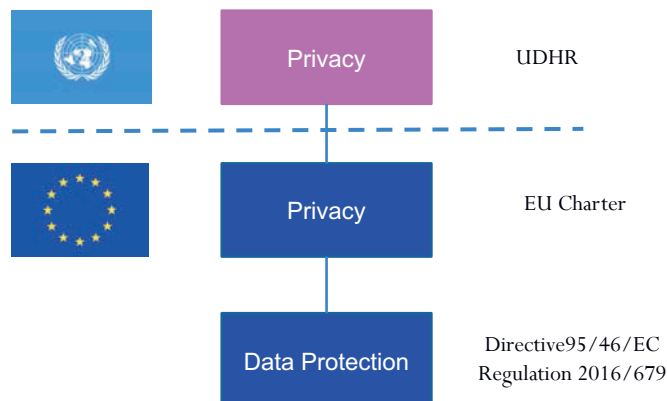 Privacy
UDHR
Privacy
EU Charter
Data Protection
Directive95/46/EC
Regulation 2016/679